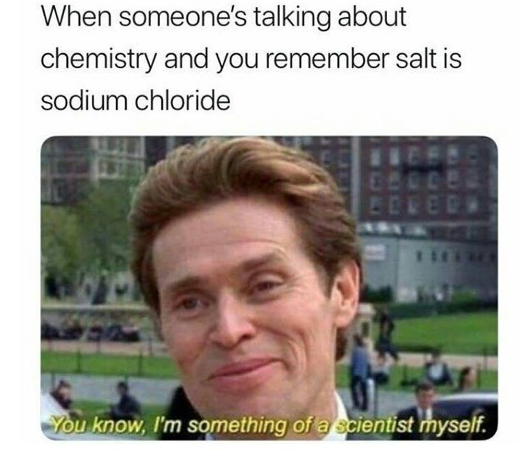 When someone's talking about
chemistry and you remember salt is
sodium chloride
You know, I'm something of a scientist myself.